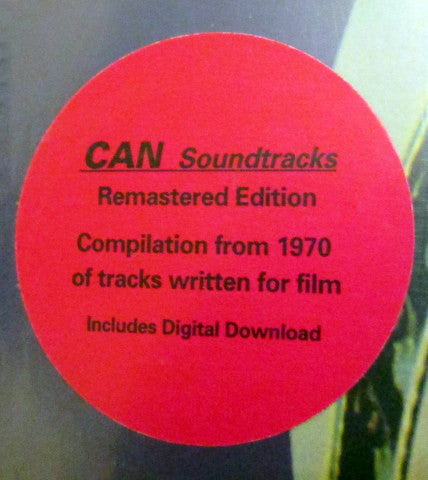 CAN Soundtracks
Remastered Edition
Compilation from 1970
of tracks written for film
Includes Digital Download